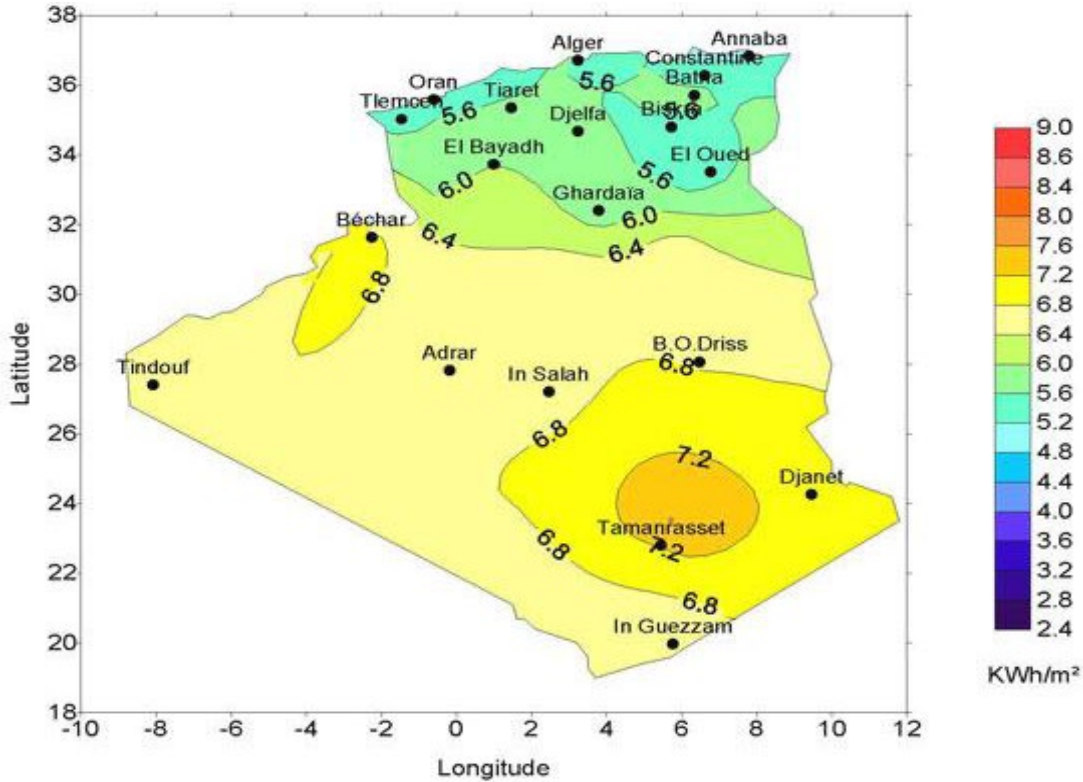 38
36
34
32
30
28
26
24
22
20
18
Latitude
Alger
Annaba
Constantine
Batna
5.6
Oran
Tlemcen
5.6
Tiaret
Djelfa
Biskra
5.6
El Bayadh
El Oued
6.0
5.6
Ghardaïa
6.0
Béchar
6.4
6.4
6.8
B.O.Driss
6.8
Tindouf
Adrar
In Salah
6.8
7.2
Djanet
Tamanrasset
7.2
6.8
6.8
In Guezzam
-10 -8 -6 -4 -2 0 2 4 6 8 10 12
Longitude
9.0
8.6
8.4
8.0
7.6
7.2
6.8
6.4
6.0
5.6
5.2
4.8
4.4
4.0
3.6
3.2
2.8
2.4
KWh/m²